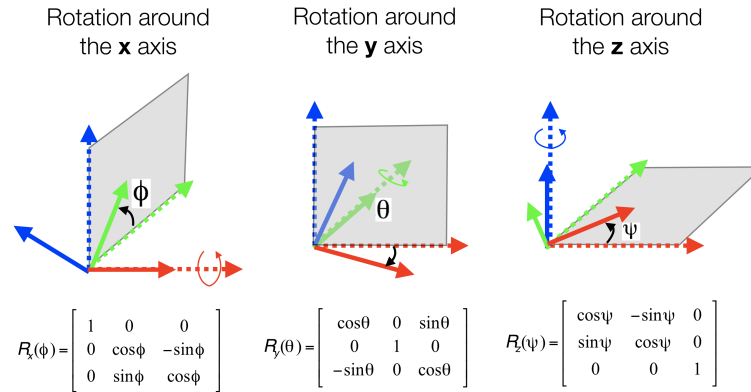 Rotation around
the x axis
Rotation around
the y axis
Rotation around
the z axis
ϕ
θ
ψ
Rx(ϕ) = [ 1 0 0
0 cosϕ −sinϕ
0 sinϕ cosϕ ]
Ry(θ) = [ cosθ 0 sinθ
0 1 0
−sinθ 0 cosθ ]
Rz(ψ) = [ cosψ −sinψ 0
sinψ cosψ 0
0 0 1 ]